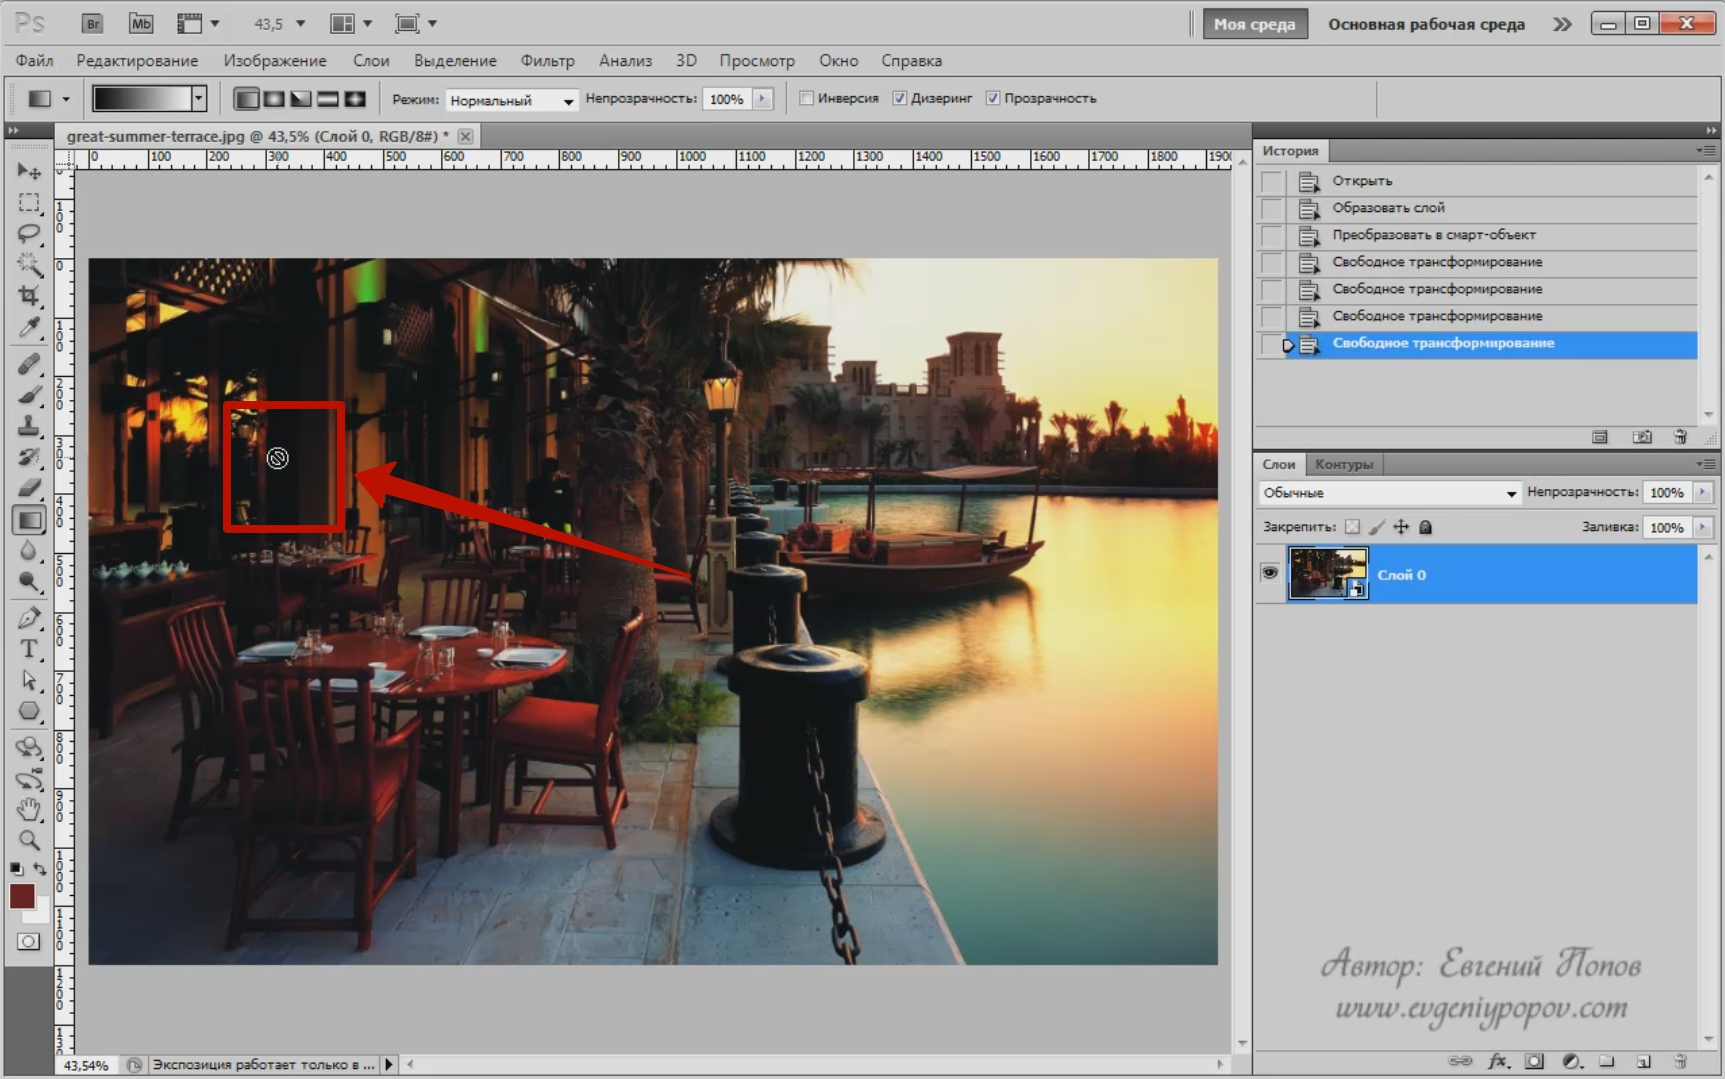 Ps Br Mb 43,5 Моя среда Основная рабочая среда
Файл Редактирование Изображение Слои Выделение Фильтр Анализ 3D Просмотр Окно Справка
Режим: Нормальный Непрозрачность: 100% Инверсия Дизеринг Прозрачность
great-summer-terrace.jpg @ 43,5% (Слой 0, RGB/8#) *
0 100 200 300 400 500 600 700 800 900 1000 1100 1200 1300 1400 1500 1600 1700 1800 1900
История
Открыть
Образовать слой
Преобразовать в смарт-объект
Свободное трансформирование
Свободное трансформирование
Свободное трансформирование
Свободное трансформирование
Слои Контуры
Обычные Непрозрачность: 100%
Закрепить: Заливка: 100%
Слой 0
Автор: Евгений Попов
www.evgeniypopov.com
43,54% Экспозиция работает только в ...
fx